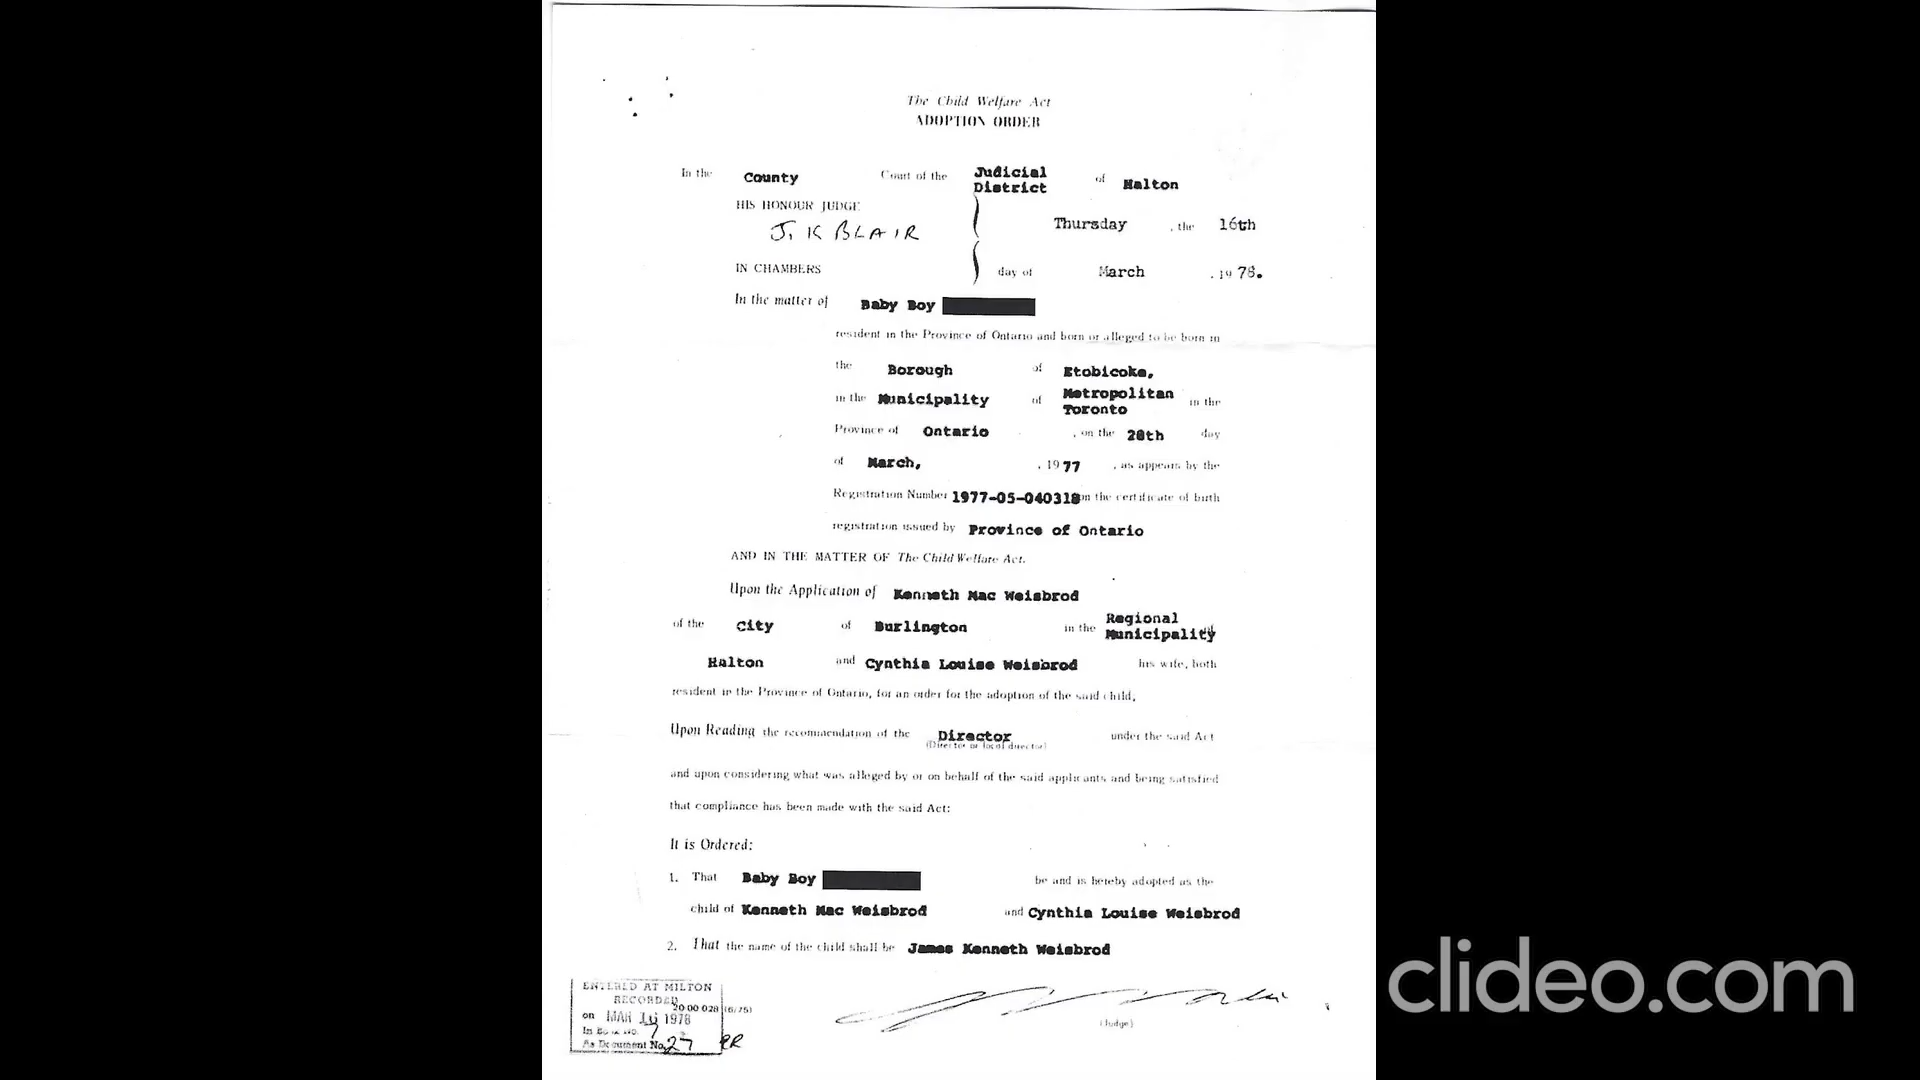 The Child Welfare Act
ADOPTION ORDER
In the County Court of the Judicial District of Halton
HIS HONOUR JUDGE
J. K BLAIR
Thursday , the 16th
IN CHAMBERS day of March , 1978.
In the matter of Baby Boy
resident in the Province of Ontario and born or alleged to be born in
the Borough of Etobicoke,
in the Municipality of Metropolitan Toronto in the
Province of Ontario , on the 28th day
of March, , 1977 , as appears by the
Registration Number 1977-05-040318 on the certificate of birth
registration issued by Province of Ontario
AND IN THE MATTER OF The Child Welfare Act.
Upon the Application of Kenneth Mac Weisbrod
of the City of Burlington in the Regional Municipality of
Halton and Cynthia Louise Weisbrod his wife, both
resident in the Province of Ontario, for an order for the adoption of the said child,
Upon Reading the recommendation of the Director under the said Act
(Director or local director)
and upon considering what was alleged by or on behalf of the said applicants and being satisfied
that compliance has been made with the said Act:
It is Ordered:
1. That Baby Boy be and is hereby adopted as the
child of Kenneth Mac Weisbrod and Cynthia Louise Weisbrod
2. That the name of the child shall be James Kenneth Weisbrod
ENTERED AT MILTON
RECORDED
20 00 028 (6/75)
on MAR 16 1978
In Book No. 7
As Document No. 27
(Judge)
clideo.com